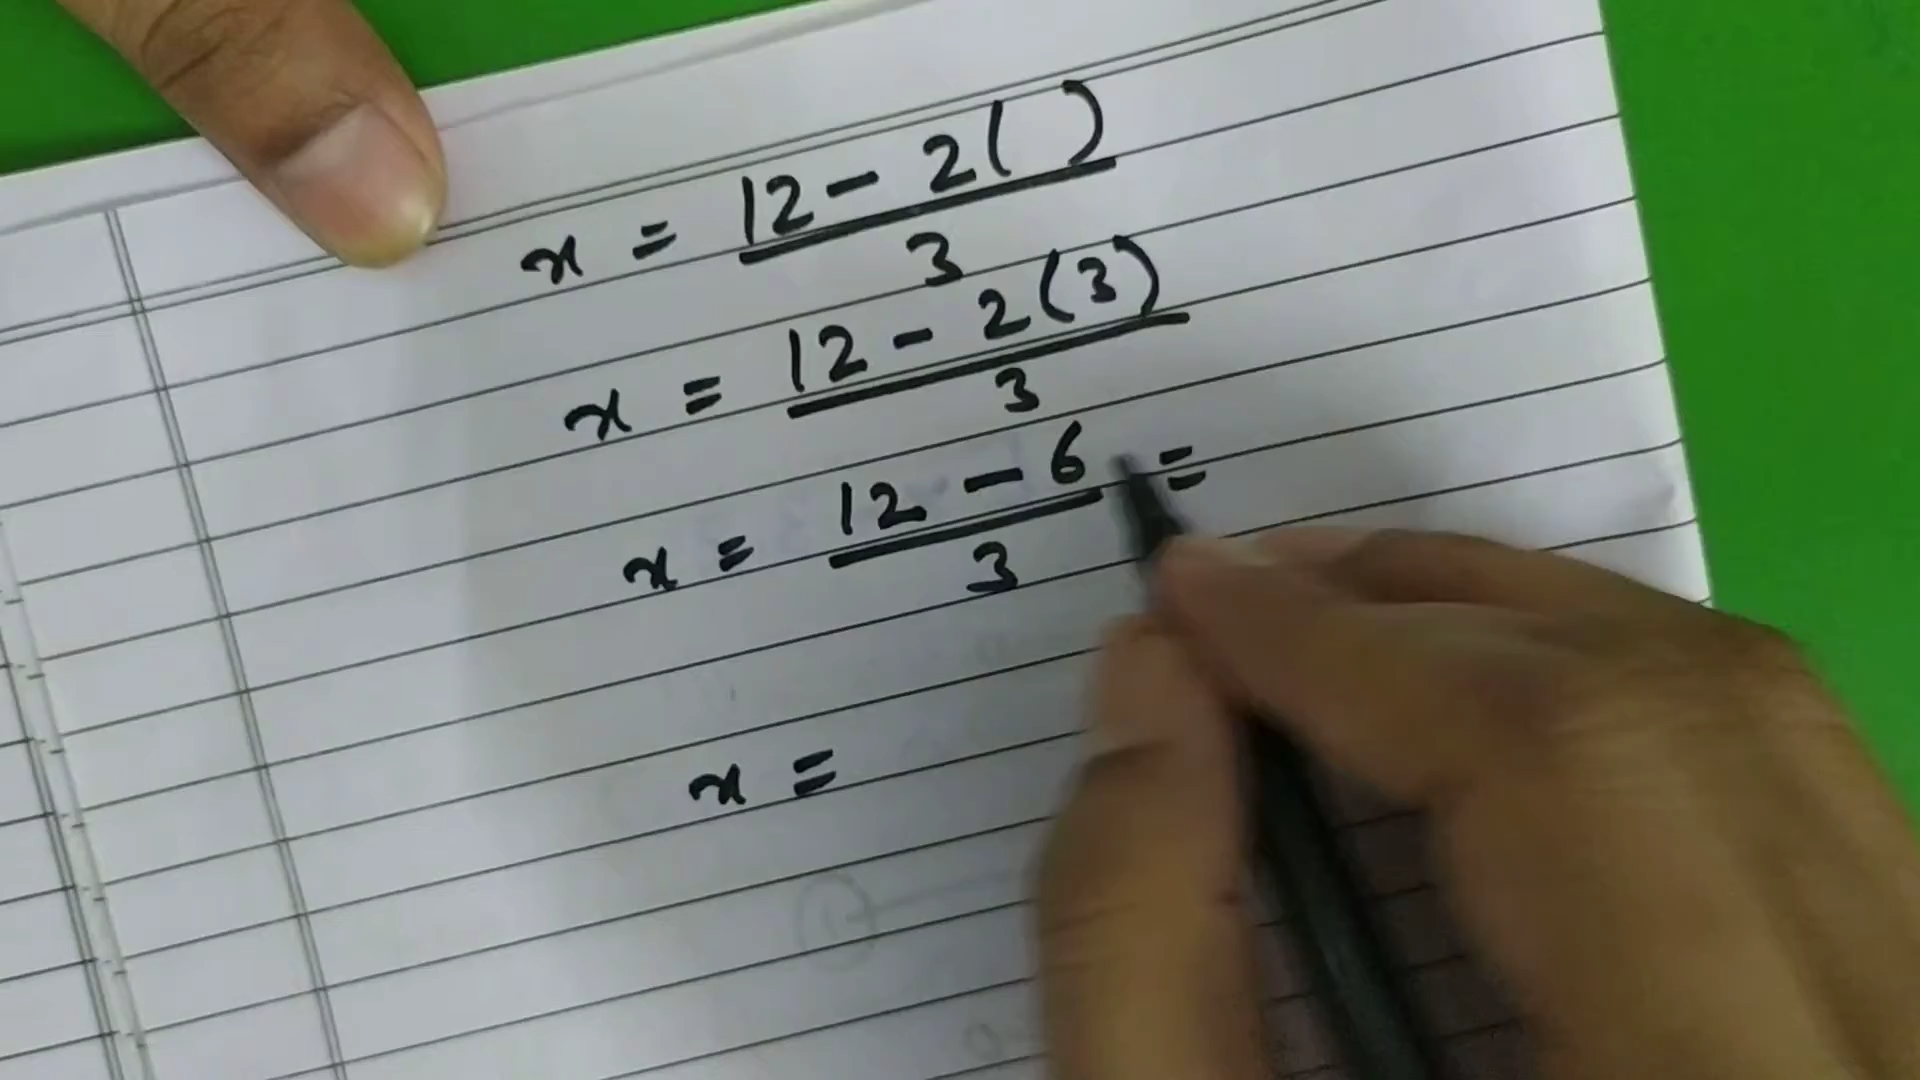 x = 12 - 2( ) / 3
x = 12 - 2(3) / 3
x = 12 - 6 / 3 =
x =